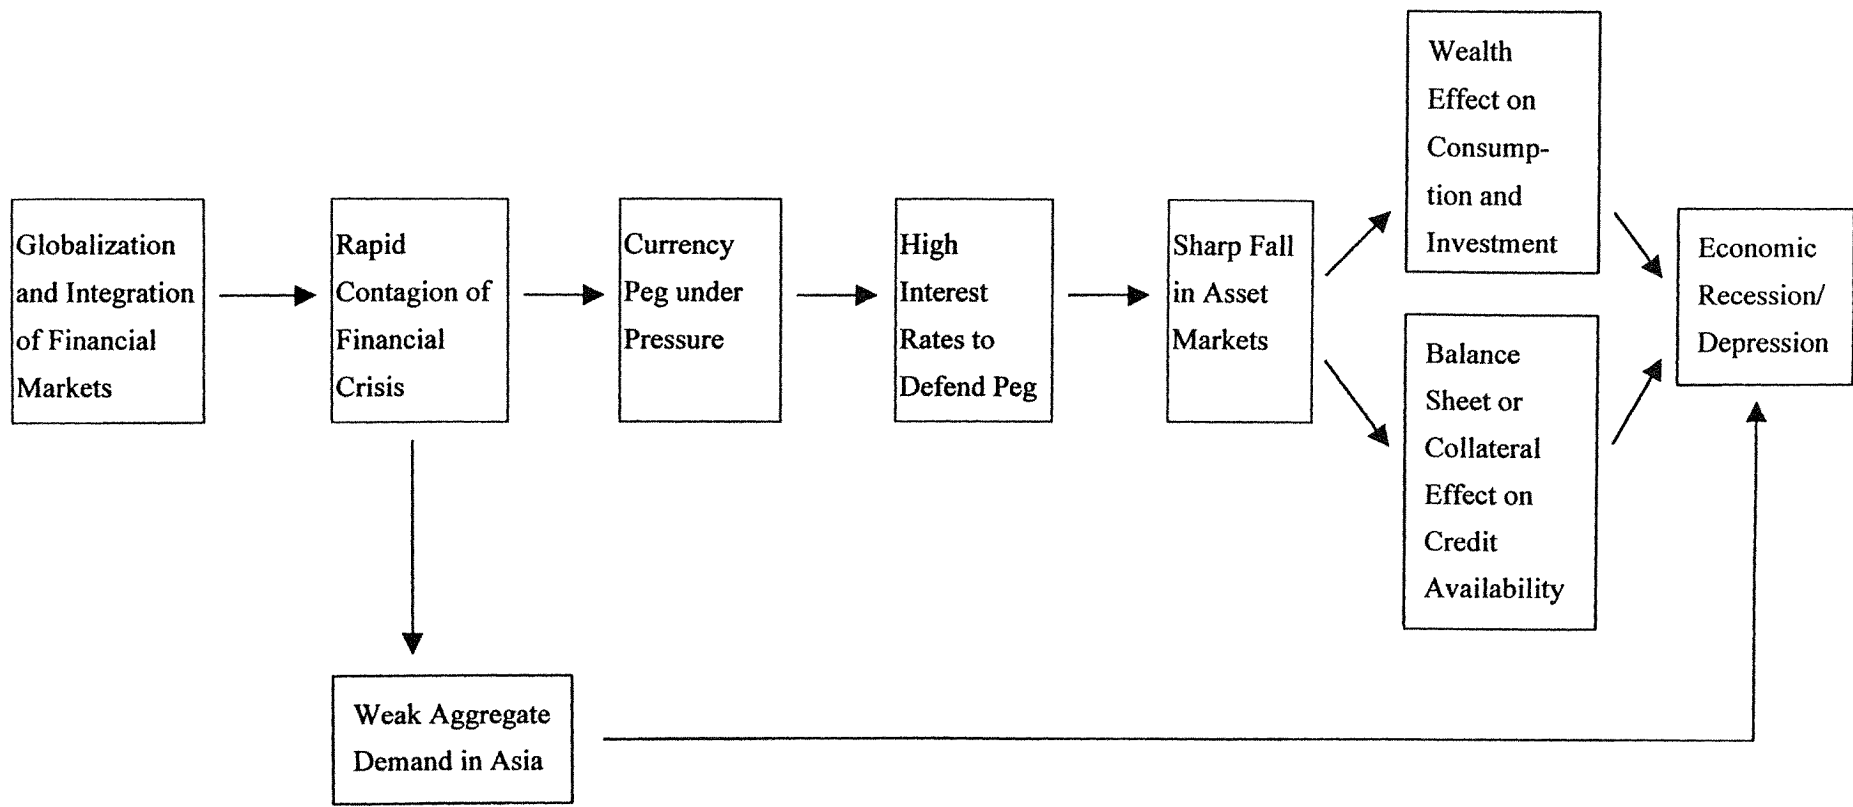 Globalization
and Integration
of Financial
Markets
Rapid
Contagion of
Financial
Crisis
Currency
Peg under
Pressure
High
Interest
Rates to
Defend Peg
Sharp Fall
in Asset
Markets
Wealth
Effect on
Consump-
tion and
Investment
Balance
Sheet or
Collateral
Effect on
Credit
Availability
Economic
Recession/
Depression
Weak Aggregate
Demand in Asia